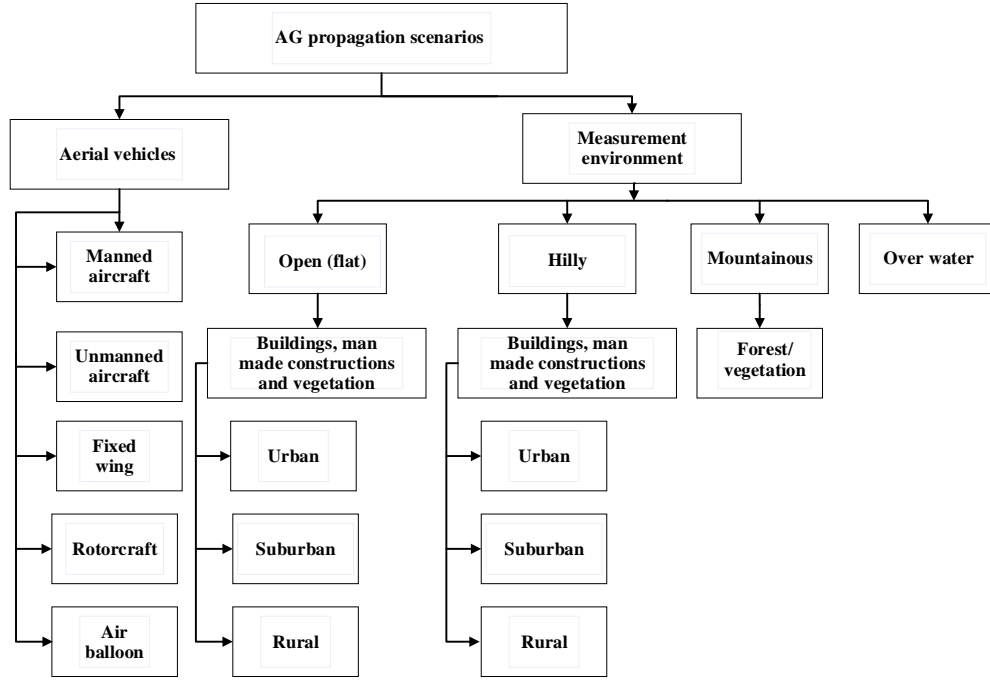 AG propagation scenarios
Aerial vehicles
Measurement
environment
Manned
aircraft
Open (flat)
Hilly
Mountainous
Over water
Unmanned
aircraft
Buildings, man
made constructions
and vegetation
Buildings, man
made constructions
and vegetation
Forest/
vegetation
Fixed
wing
Urban
Urban
Rotorcraft
Suburban
Suburban
Air
balloon
Rural
Rural